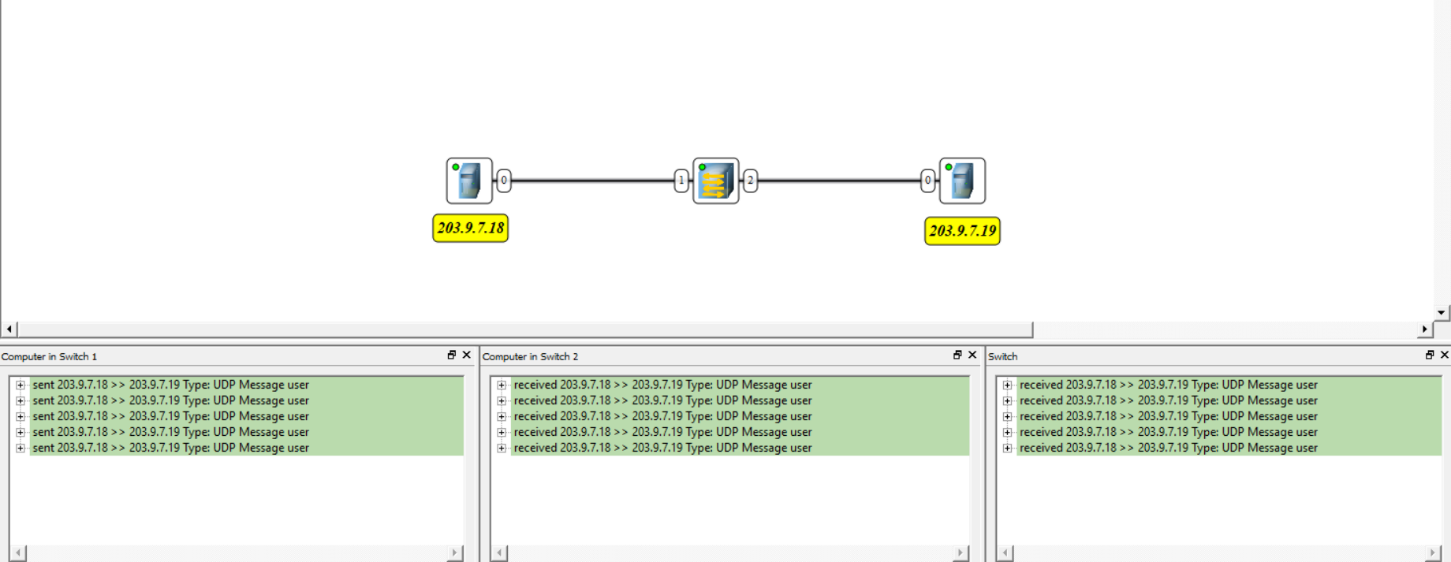 0 1 2 0
203.9.7.18 203.9.7.19
Computer in Switch 1
sent 203.9.7.18 >> 203.9.7.19 Type: UDP Message user
sent 203.9.7.18 >> 203.9.7.19 Type: UDP Message user
sent 203.9.7.18 >> 203.9.7.19 Type: UDP Message user
sent 203.9.7.18 >> 203.9.7.19 Type: UDP Message user
sent 203.9.7.18 >> 203.9.7.19 Type: UDP Message user
Computer in Switch 2
received 203.9.7.18 >> 203.9.7.19 Type: UDP Message user
received 203.9.7.18 >> 203.9.7.19 Type: UDP Message user
received 203.9.7.18 >> 203.9.7.19 Type: UDP Message user
received 203.9.7.18 >> 203.9.7.19 Type: UDP Message user
received 203.9.7.18 >> 203.9.7.19 Type: UDP Message user
Switch
received 203.9.7.18 >> 203.9.7.19 Type: UDP Message user
received 203.9.7.18 >> 203.9.7.19 Type: UDP Message user
received 203.9.7.18 >> 203.9.7.19 Type: UDP Message user
received 203.9.7.18 >> 203.9.7.19 Type: UDP Message user
received 203.9.7.18 >> 203.9.7.19 Type: UDP Message user